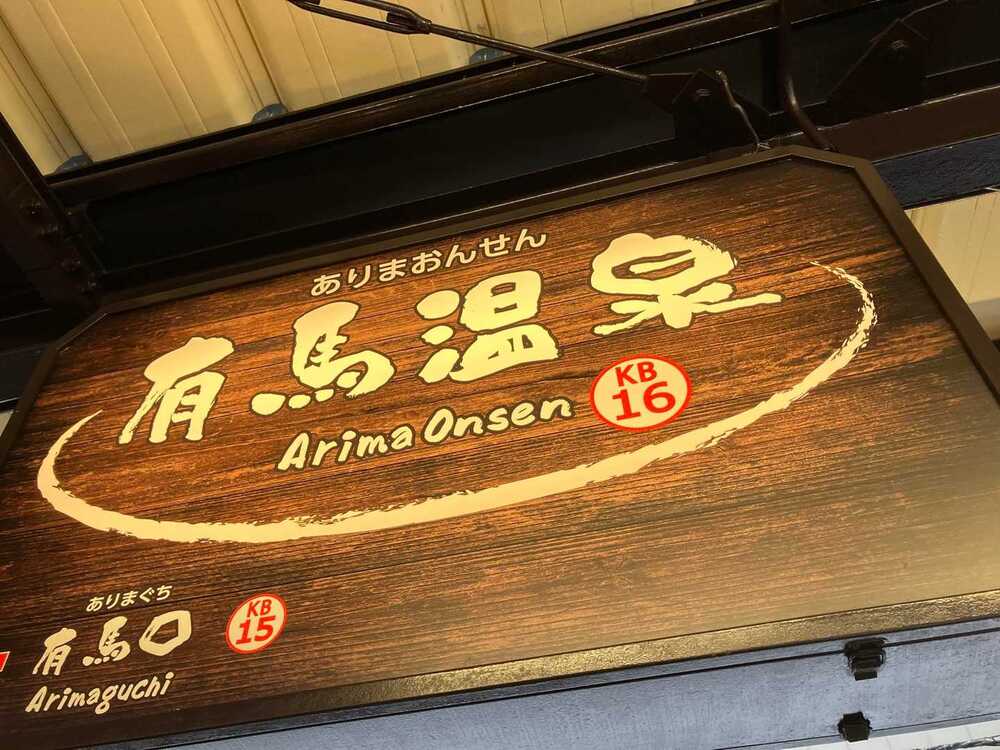 ありまおんせん
有馬温泉
Arima Onsen
KB
16
ありまぐち
有馬口
Arimaguchi
KB
15